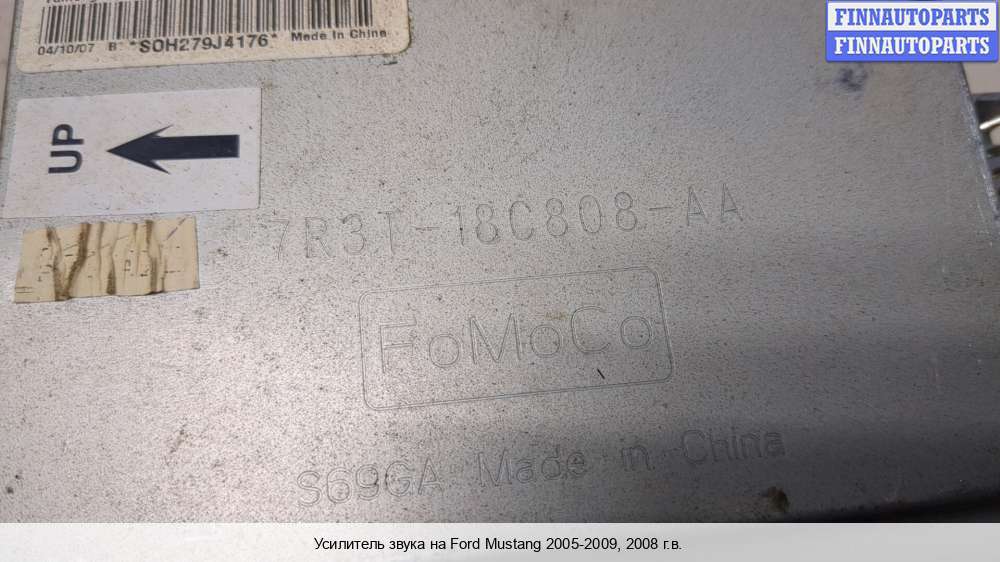 FINNAUTOPARTS
FINNAUTOPARTS
04/10/07 B *SOH279J4176* Made in China
UP
7R3T-18C808-AA
FoMoCo
S69GA Made in China
Усилитель звука на Ford Mustang 2005-2009, 2008 г.в.